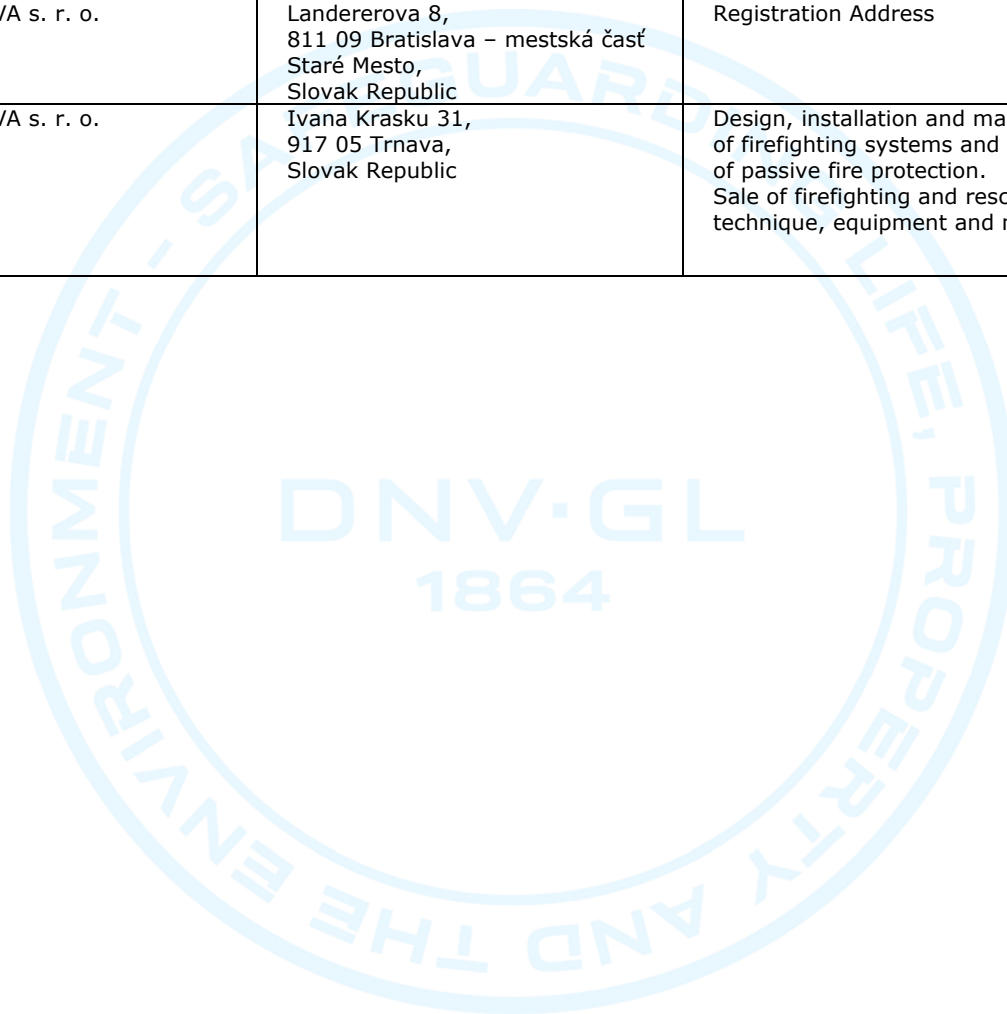 VA s. r. o.
Landererova 8,
811 09 Bratislava – mestská časť
Staré Mesto,
Slovak Republic
Registration Address
VA s. r. o.
Ivana Krasku 31,
917 05 Trnava,
Slovak Republic
Design, installation and
of firefighting systems and
of passive fire protection.
Sale of firefighting and
technique, equipment and
SAFEGUARDING LIFE, PROPERTY AND THE ENVIRONMENT -
DNV·GL
1864